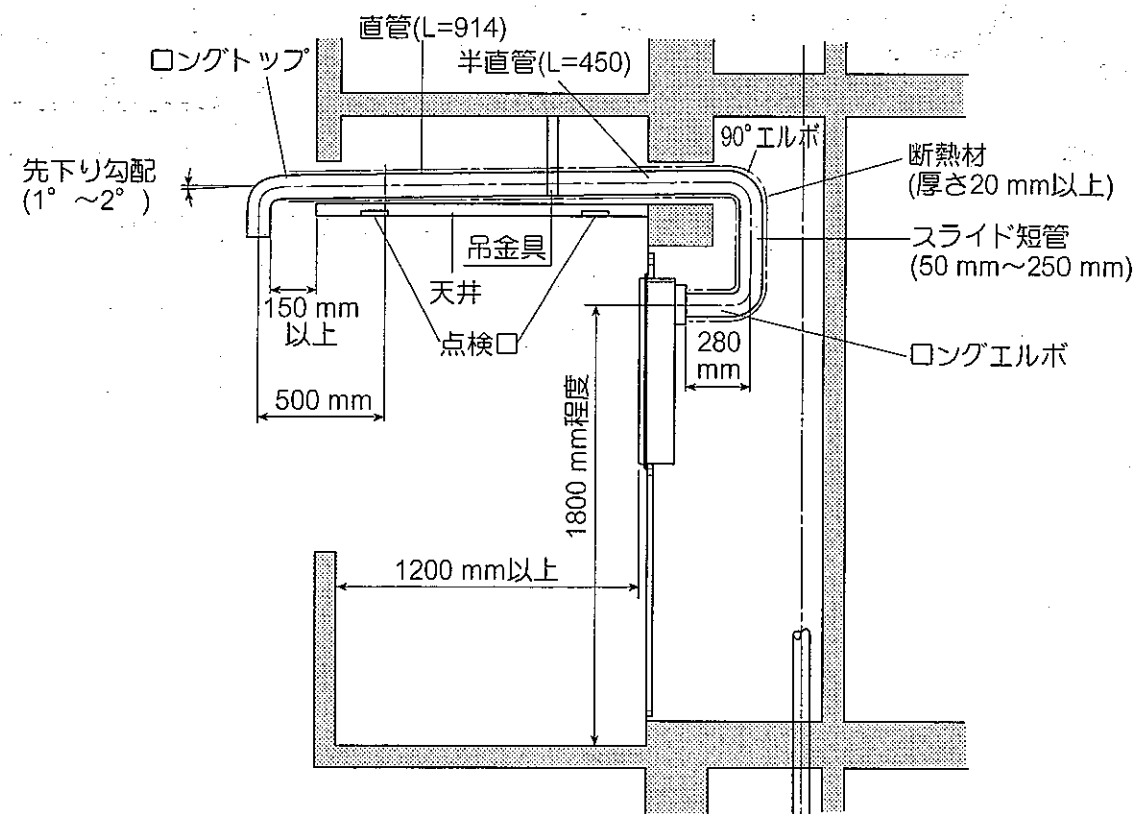 直管(L=914)
ロングトップ
半直管(L=450)
90°エルボ
断熱材
(厚さ20 mm以上)
先下り勾配
(1°～2°)
スライド短管
(50 mm～250 mm)
吊金具
天井
150 mm
以上
点検口
280
mm
ロングエルボ
500 mm
1800 mm程度
1200 mm以上